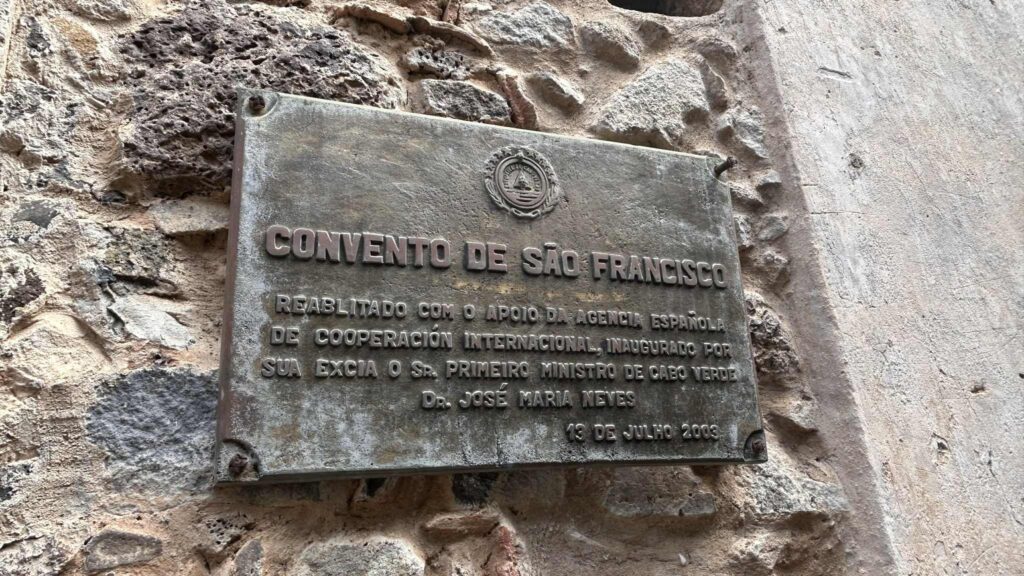 CONVENTO DE SÃO FRANCISCO
REABLITADO COM O APOIO DA AGENCIA ESPAÑOLA
DE COOPERACIÓN INTERNACIONAL, INAUGURADO POR
SUA EXCIA O SR. PRIMEIRO MINISTRO DE CABO VERDE
DR. JOSÉ MARIA NEVES
13 DE JULHO 2003